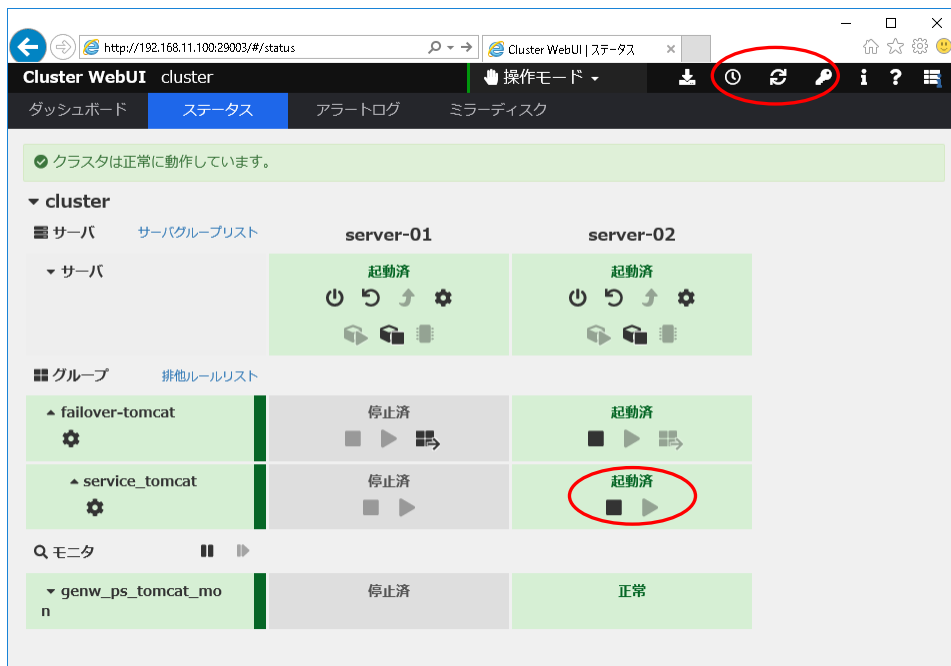 http://192.168.11.100:29003/#/status
Cluster WebUI | ステータス
Cluster WebUI cluster
操作モード
ダッシュボード ステータス アラートログ ミラーディスク
クラスタは正常に動作しています。
cluster
サーバ サーバグループリスト server-01 server-02
サーバ 起動済 起動済
グループ 排他ルールリスト
failover-tomcat 停止済 起動済
service_tomcat 停止済 起動済
モニタ
genw_ps_tomcat_mo 停止済 正常
n